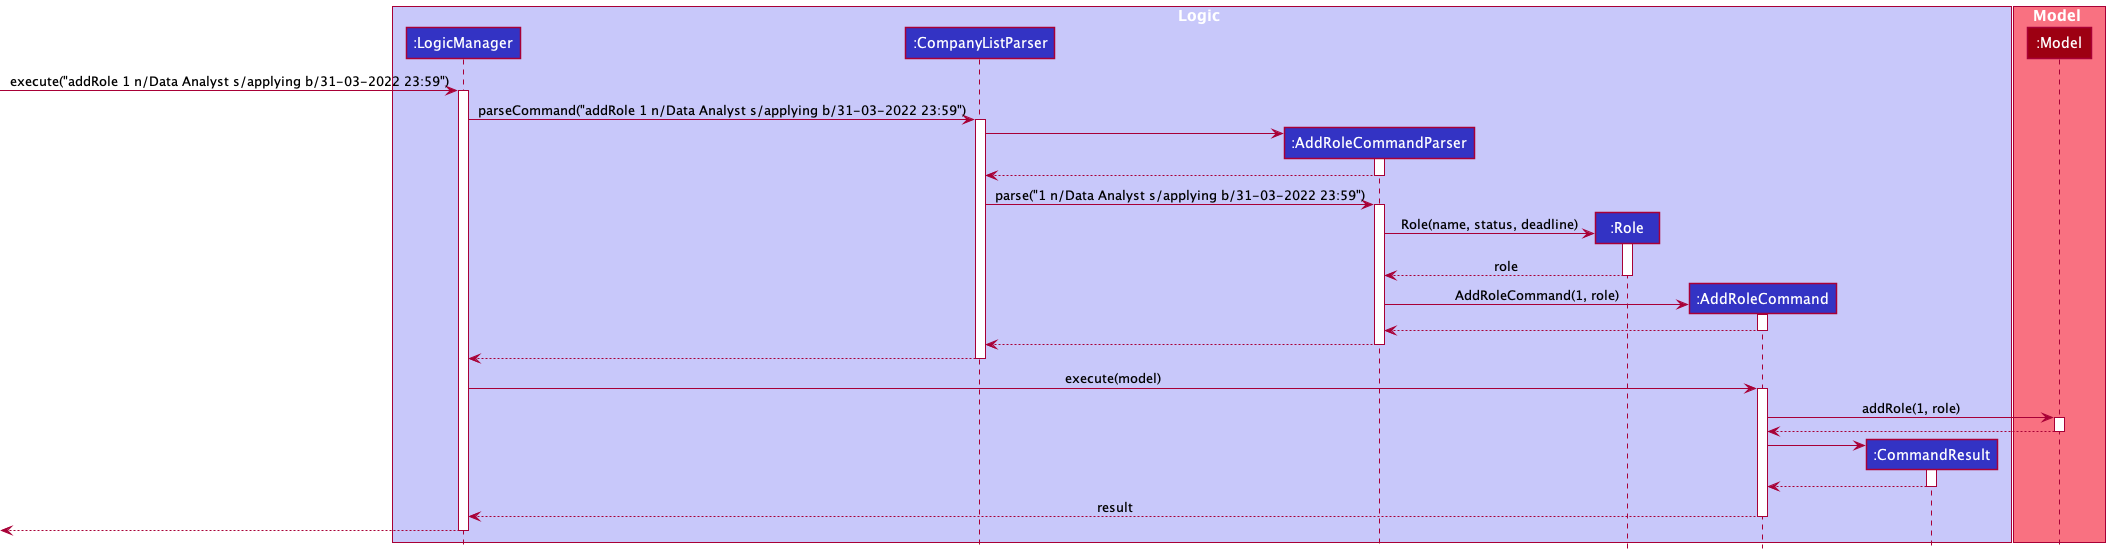 Logic
Model
:LogicManager
:CompanyListParser
:Model
execute("addRole 1 n/Data Analyst s/applying b/31-03-2022 23:59")
parseCommand("addRole 1 n/Data Analyst s/applying b/31-03-2022 23:59")
:AddRoleCommandParser
parse("1 n/Data Analyst s/applying b/31-03-2022 23:59")
Role(name, status, deadline)
:Role
role
AddRoleCommand(1, role)
:AddRoleCommand
execute(model)
addRole(1, role)
:CommandResult
result